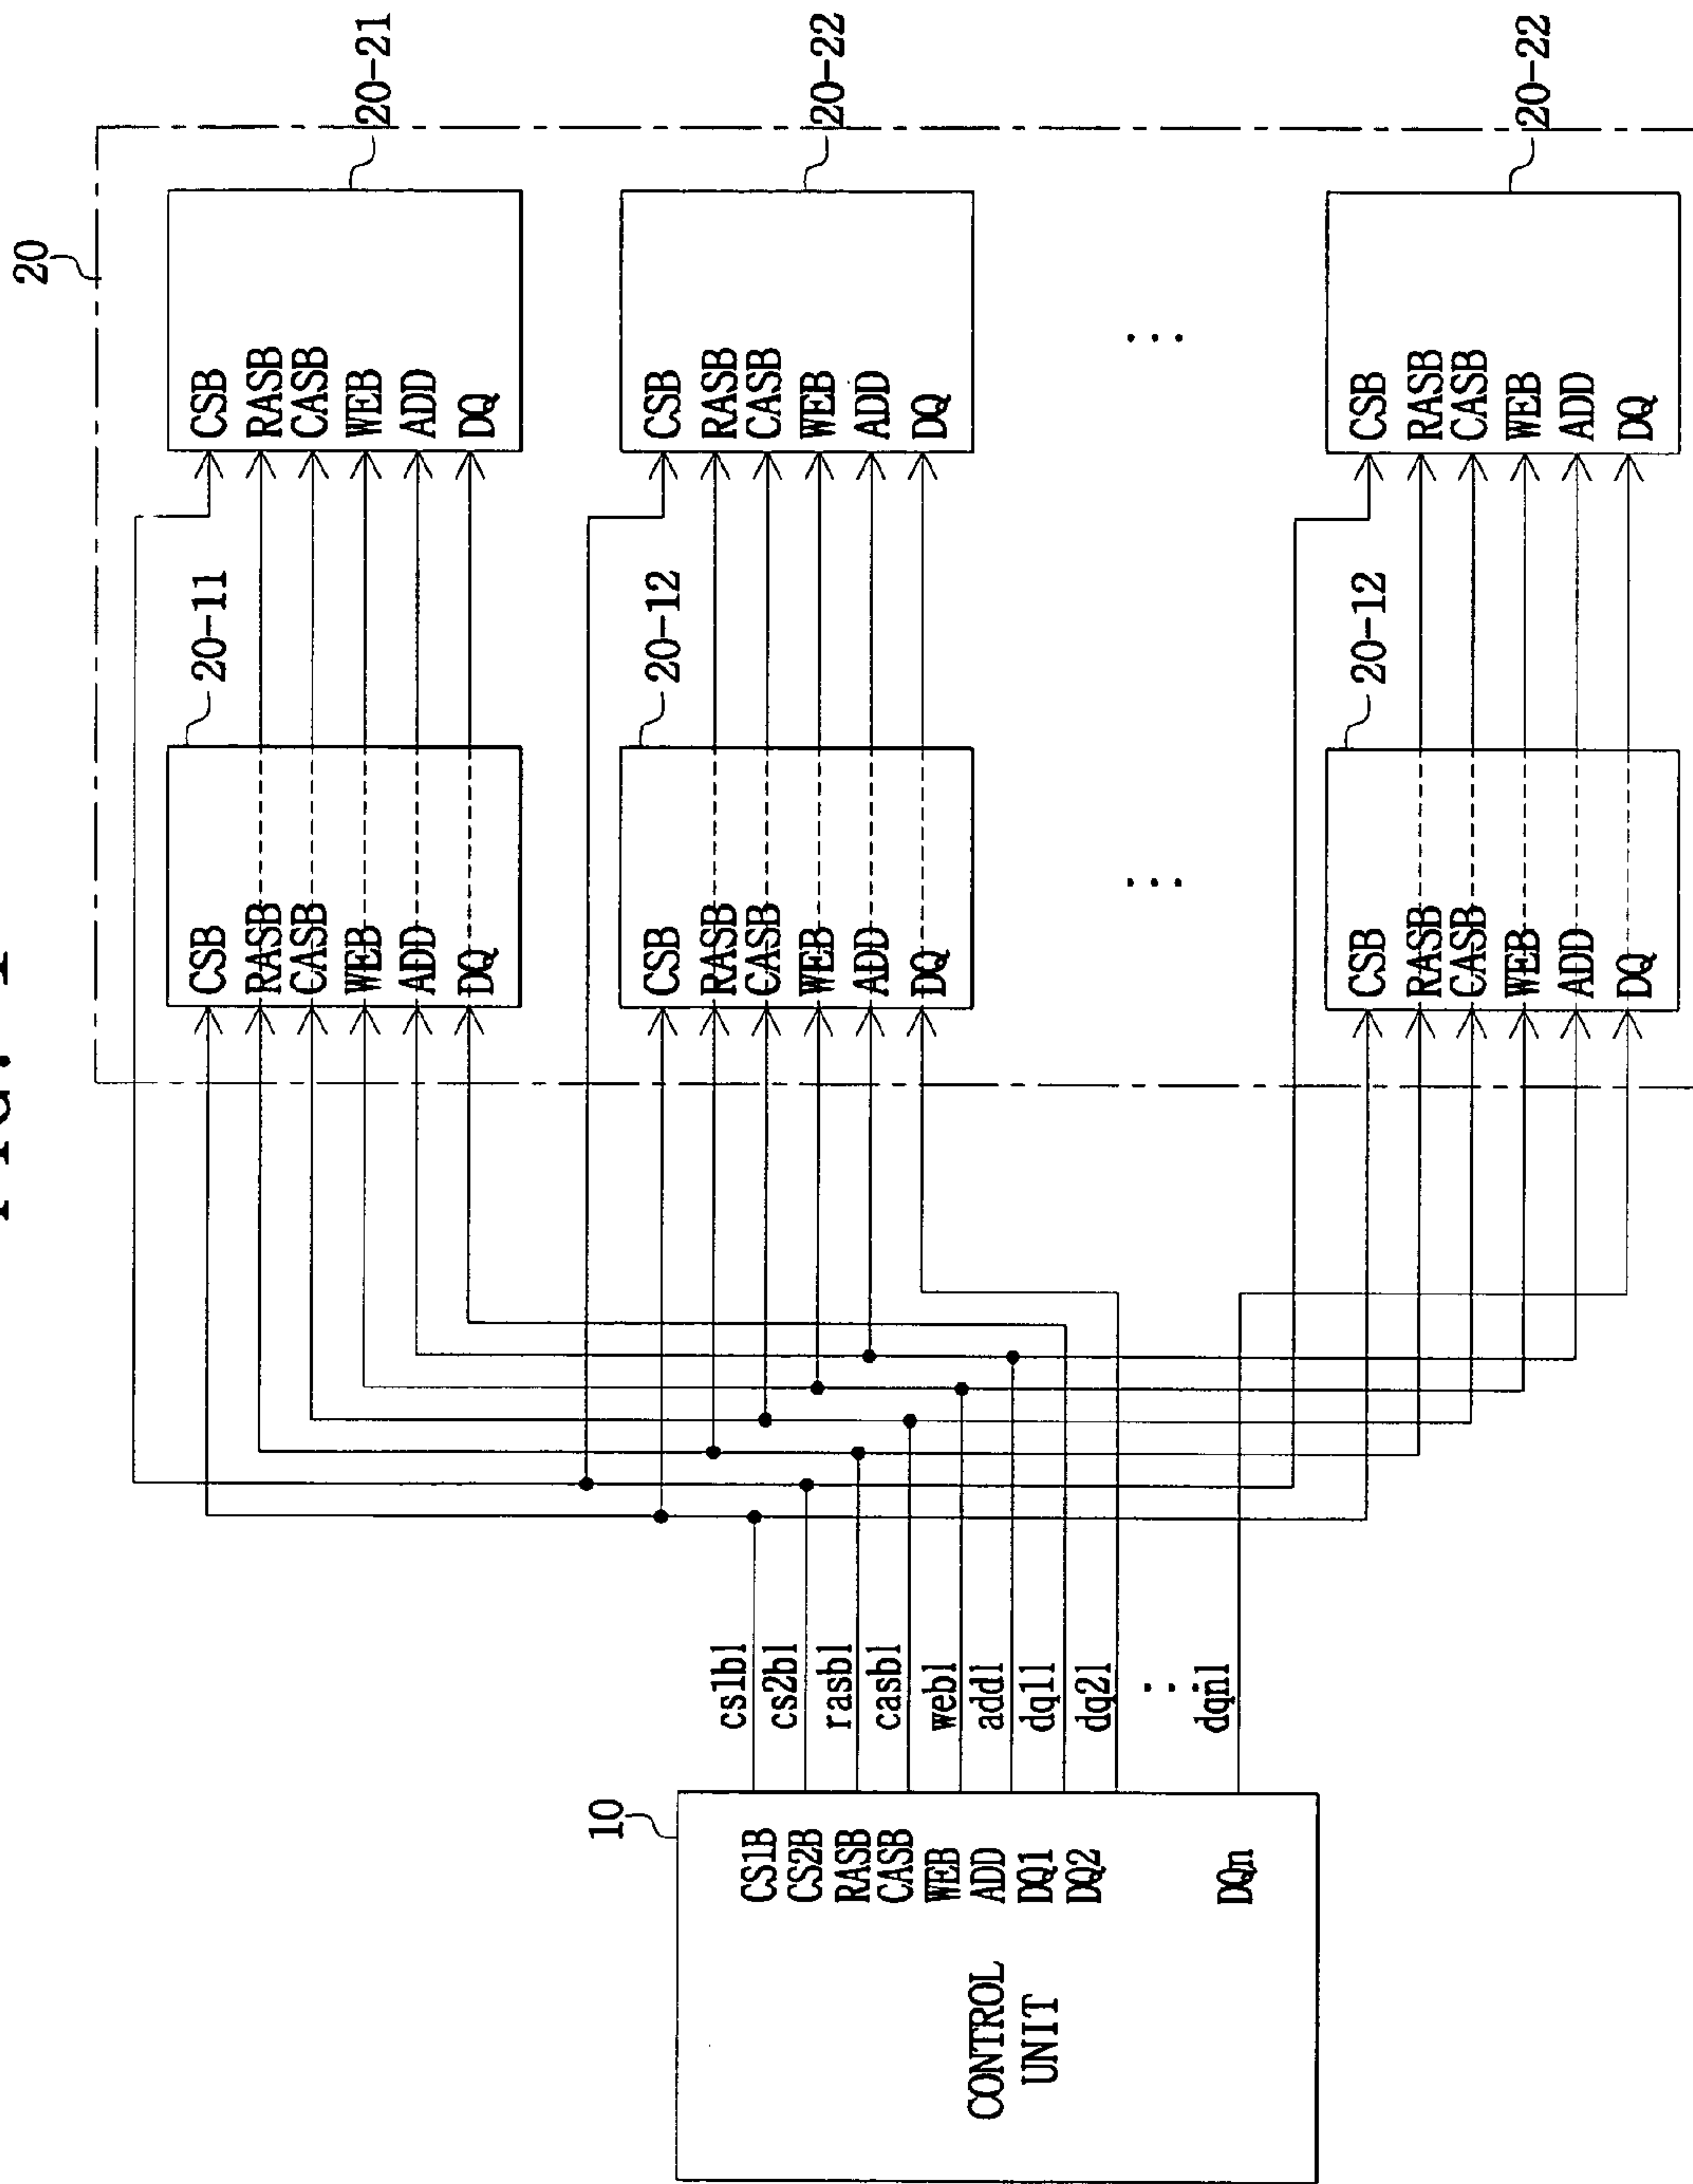 FIG. 1
20
20-11
20-21
CSB
RASB
CASB
WEB
ADD
DQ
CSB
RASB
CASB
WEB
ADD
DQ
20-12
20-22
CSB
RASB
CASB
WEB
ADD
DQ
CSB
RASB
CASB
WEB
ADD
DQ
...
...
20-12
20-22
CSB
RASB
CASB
WEB
ADD
DQ
CSB
RASB
CASB
WEB
ADD
DQ
10
CONTROL
UNIT
CS1B
CS2B
RASB
CASB
WEB
ADD
DQ1
DQ2
DQn
cs1bl
cs2bl
rasbl
casbl
webl
addl
dq1l
dq2l
...
dqnl